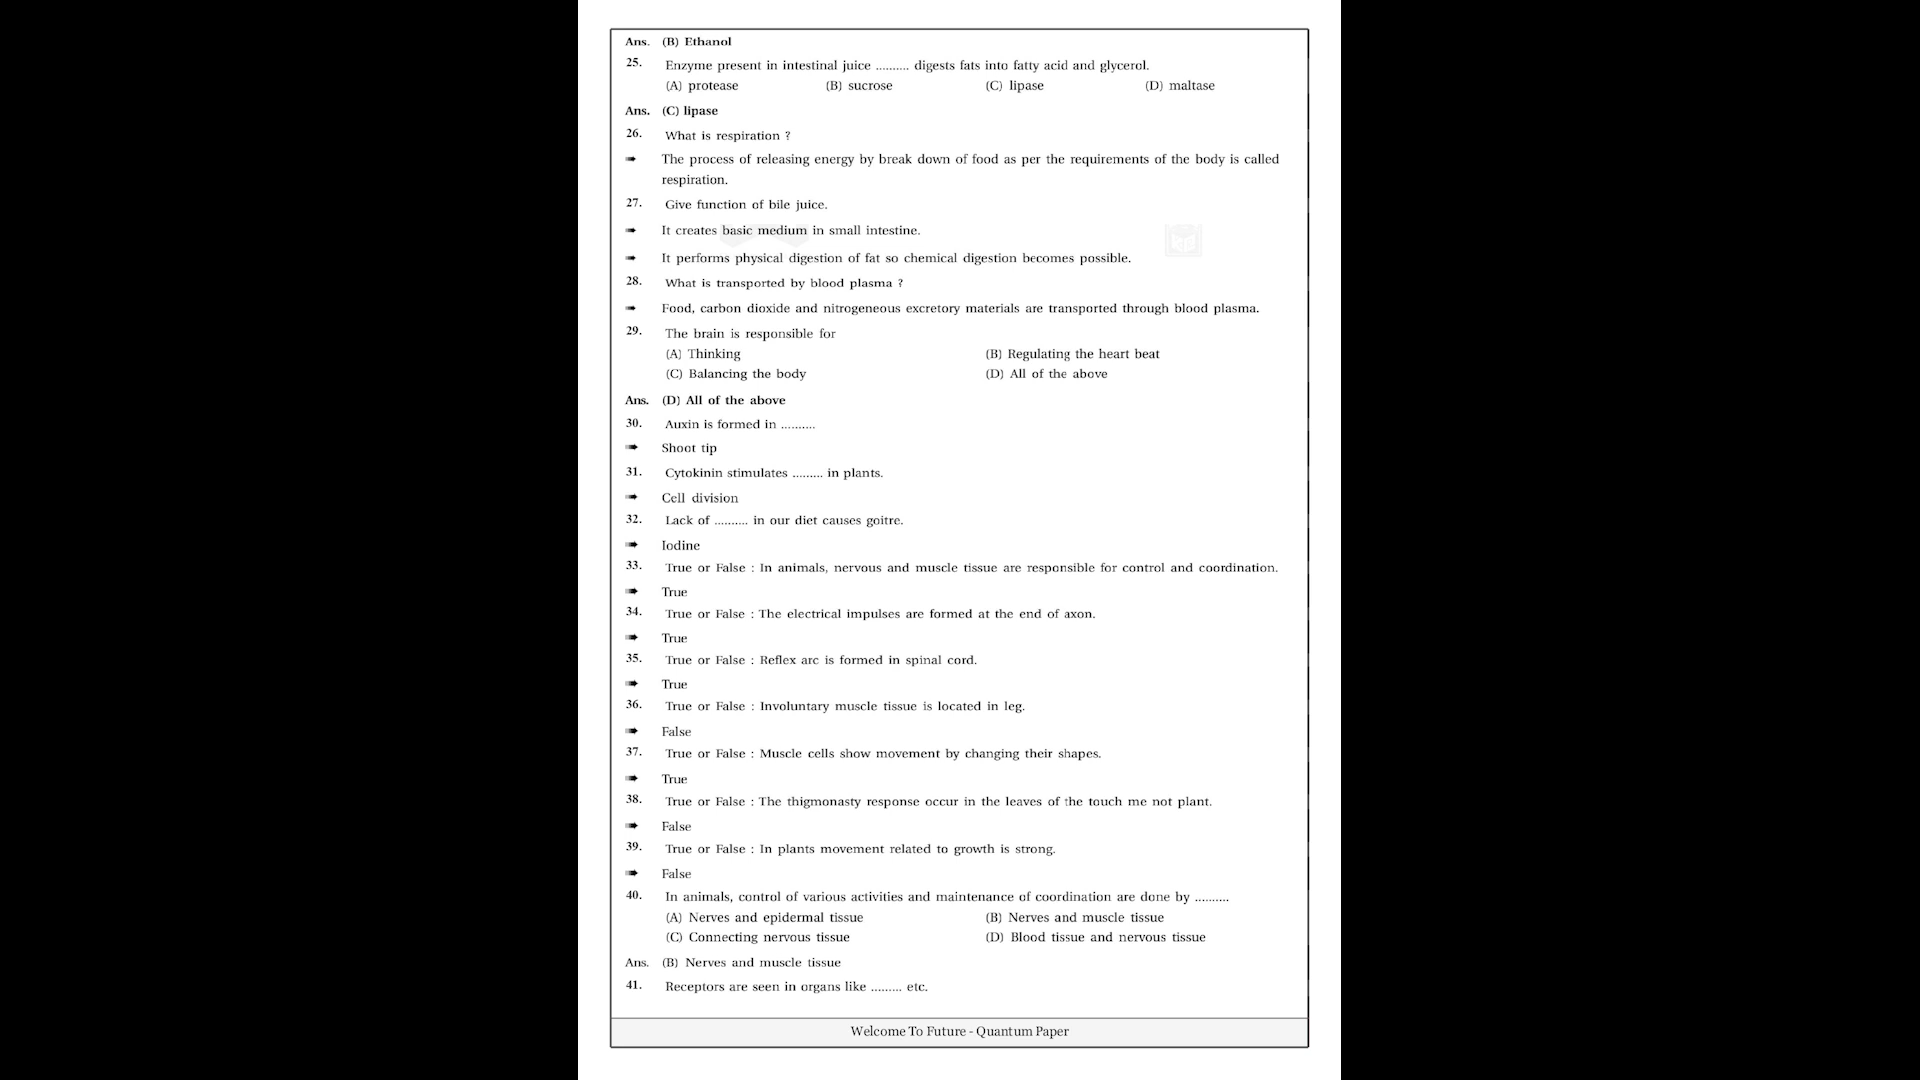 Ans. (B) Ethanol
25. Enzyme present in intestinal juice .......... digests fats into fatty acid and glycerol.
(A) protease (B) sucrose (C) lipase (D) maltase
Ans. (C) lipase
26. What is respiration ?
➠ The process of releasing energy by break down of food as per the requirements of the body is called
respiration.
27. Give function of bile juice.
➠ It creates basic medium in small intestine.
➠ It performs physical digestion of fat so chemical digestion becomes possible.
28. What is transported by blood plasma ?
➠ Food, carbon dioxide and nitrogeneous excretory materials are transported through blood plasma.
29. The brain is responsible for
(A) Thinking (B) Regulating the heart beat
(C) Balancing the body (D) All of the above
Ans. (D) All of the above
30. Auxin is formed in ..........
➠ Shoot tip
31. Cytokinin stimulates ......... in plants.
➠ Cell division
32. Lack of .......... in our diet causes goitre.
➠ Iodine
33. True or False : In animals, nervous and muscle tissue are responsible for control and coordination.
➠ True
34. True or False : The electrical impulses are formed at the end of axon.
➠ True
35. True or False : Reflex arc is formed in spinal cord.
➠ True
36. True or False : Involuntary muscle tissue is located in leg.
➠ False
37. True or False : Muscle cells show movement by changing their shapes.
➠ True
38. True or False : The thigmonasty response occur in the leaves of the touch me not plant.
➠ False
39. True or False : In plants movement related to growth is strong.
➠ False
40. In animals, control of various activities and maintenance of coordination are done by ..........
(A) Nerves and epidermal tissue (B) Nerves and muscle tissue
(C) Connecting nervous tissue (D) Blood tissue and nervous tissue
Ans. (B) Nerves and muscle tissue
41. Receptors are seen in organs like ......... etc.
Welcome To Future - Quantum Paper